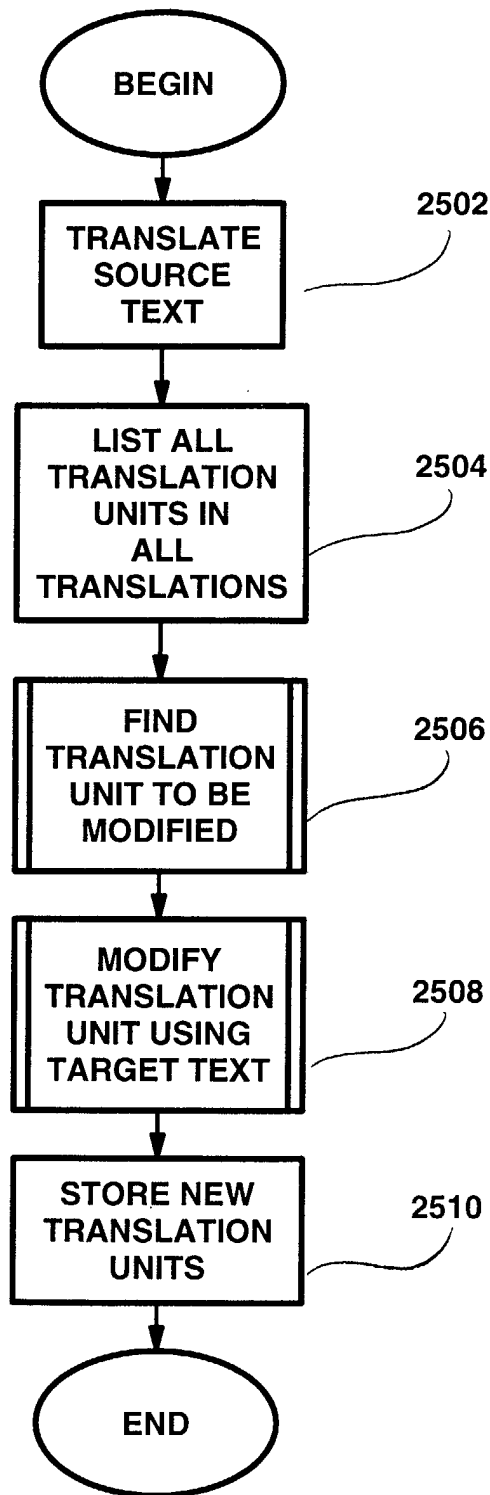 BEGIN
2502
TRANSLATE
SOURCE
TEXT
LIST ALL
TRANSLATION
UNITS IN
ALL
TRANSLATIONS
2504
FIND
TRANSLATION
UNIT TO BE
MODIFIED
2506
MODIFY
TRANSLATION
UNIT USING
TARGET TEXT
2508
STORE NEW
TRANSLATION
UNITS
2510
END